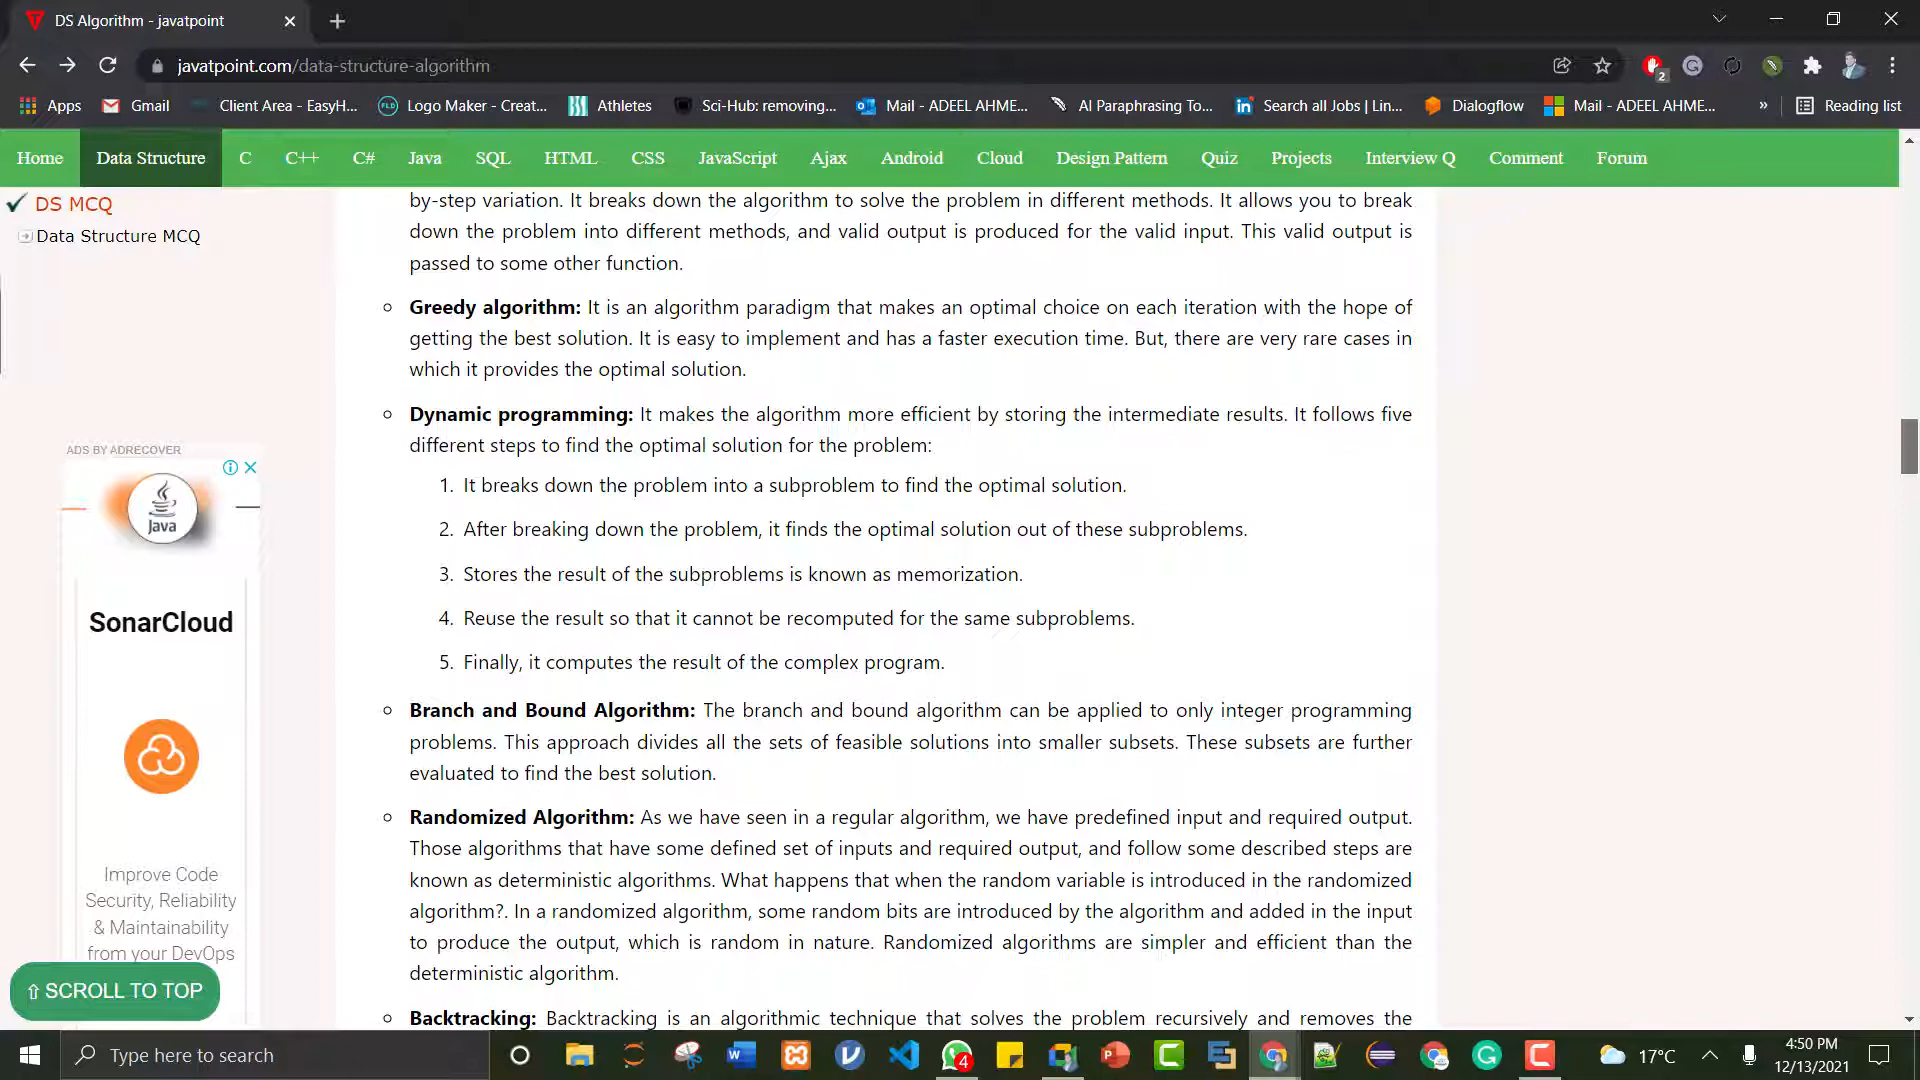 DS Algorithm - javatpoint
javatpoint.com/data-structure-algorithm
2
Apps Gmail Client Area - EasyH... Logo Maker - Creat... Athletes Sci-Hub: removing... Mail - ADEEL AHME... AI Paraphrasing To... Search all Jobs | Lin... Dialogflow Mail - ADEEL AHME... » Reading list
Home Data Structure C C++ C# Java SQL HTML CSS JavaScript Ajax Android Cloud Design Pattern Quiz Projects Interview Q Comment Forum
DS MCQ
Data Structure MCQ
by-step variation. It breaks down the algorithm to solve the problem in different methods. It allows you to break
down the problem into different methods, and valid output is produced for the valid input. This valid output is
passed to some other function.
Greedy algorithm: It is an algorithm paradigm that makes an optimal choice on each iteration with the hope of
getting the best solution. It is easy to implement and has a faster execution time. But, there are very rare cases in
which it provides the optimal solution.
Dynamic programming: It makes the algorithm more efficient by storing the intermediate results. It follows five
different steps to find the optimal solution for the problem:
1. It breaks down the problem into a subproblem to find the optimal solution.
2. After breaking down the problem, it finds the optimal solution out of these subproblems.
3. Stores the result of the subproblems is known as memorization.
4. Reuse the result so that it cannot be recomputed for the same subproblems.
5. Finally, it computes the result of the complex program.
Branch and Bound Algorithm: The branch and bound algorithm can be applied to only integer programming
problems. This approach divides all the sets of feasible solutions into smaller subsets. These subsets are further
evaluated to find the best solution.
Randomized Algorithm: As we have seen in a regular algorithm, we have predefined input and required output.
Those algorithms that have some defined set of inputs and required output, and follow some described steps are
known as deterministic algorithms. What happens that when the random variable is introduced in the randomized
algorithm?. In a randomized algorithm, some random bits are introduced by the algorithm and added in the input
to produce the output, which is random in nature. Randomized algorithms are simpler and efficient than the
deterministic algorithm.
Backtracking: Backtracking is an algorithmic technique that solves the problem recursively and removes the
ADS BY ADRECOVER
Java
SonarCloud
Improve Code
Security, Reliability
& Maintainability
from your DevOps
⇧ SCROLL TO TOP
Type here to search
4
17°C
4:50 PM
12/13/2021